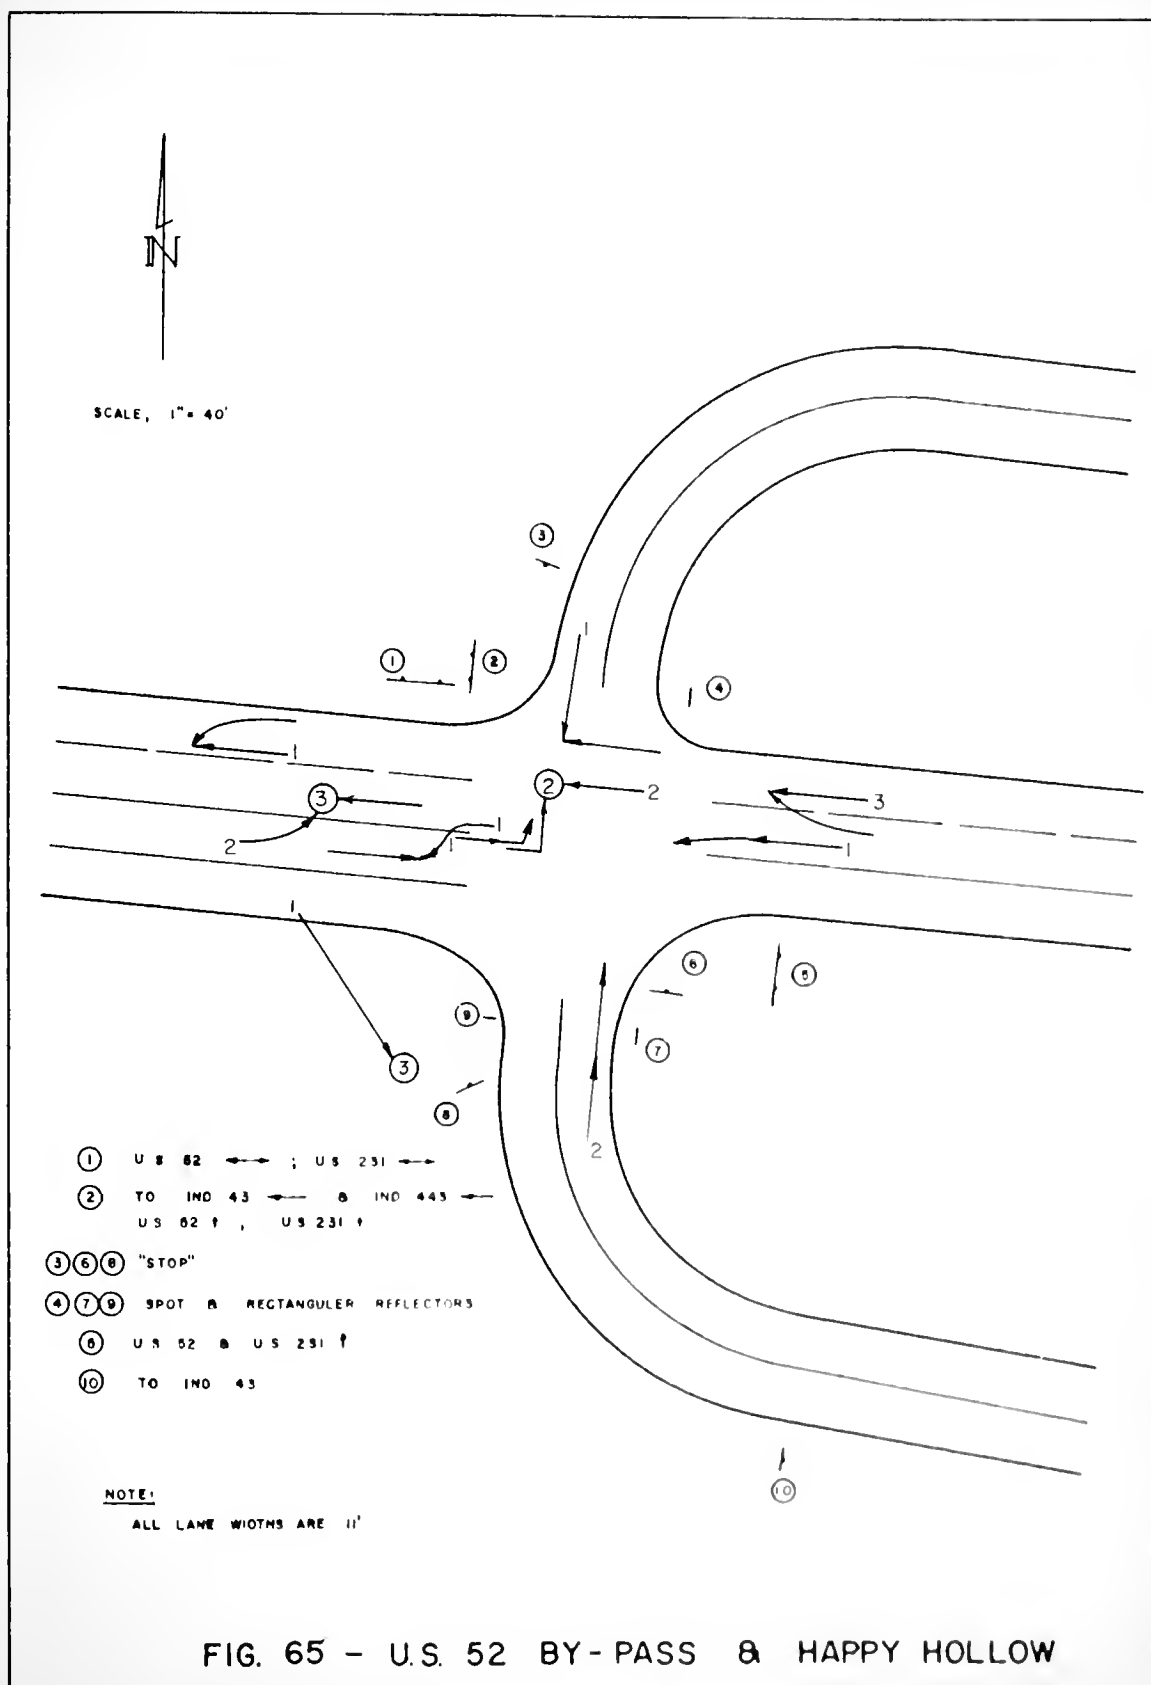 N
SCALE, 1" = 40'
3
1
1
2
4
1
3
2
2
3
1
1
2
1
1
1
6
5
9
7
3
8
2
1 U S 52 ; U S 231
2 TO IND 43 & IND 443
U S 52 , U S 231
3 6 8 "STOP"
4 7 9 SPOT & RECTANGULER REFLECTORS
U S 52 & U S 231
10 TO IND 43
10
NOTE:
ALL LANE WIDTHS ARE 11'
FIG. 65 - U.S. 52 BY-PASS & HAPPY HOLLOW